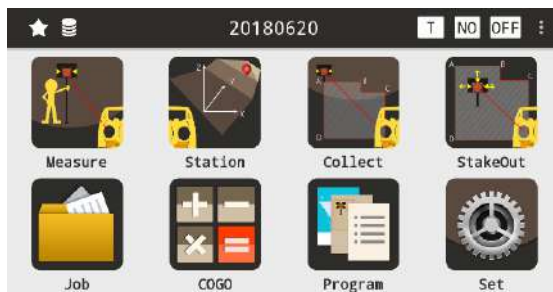 20180620 T NO OFF
Measure Station Collect StakeOut
Job COGO Program Set